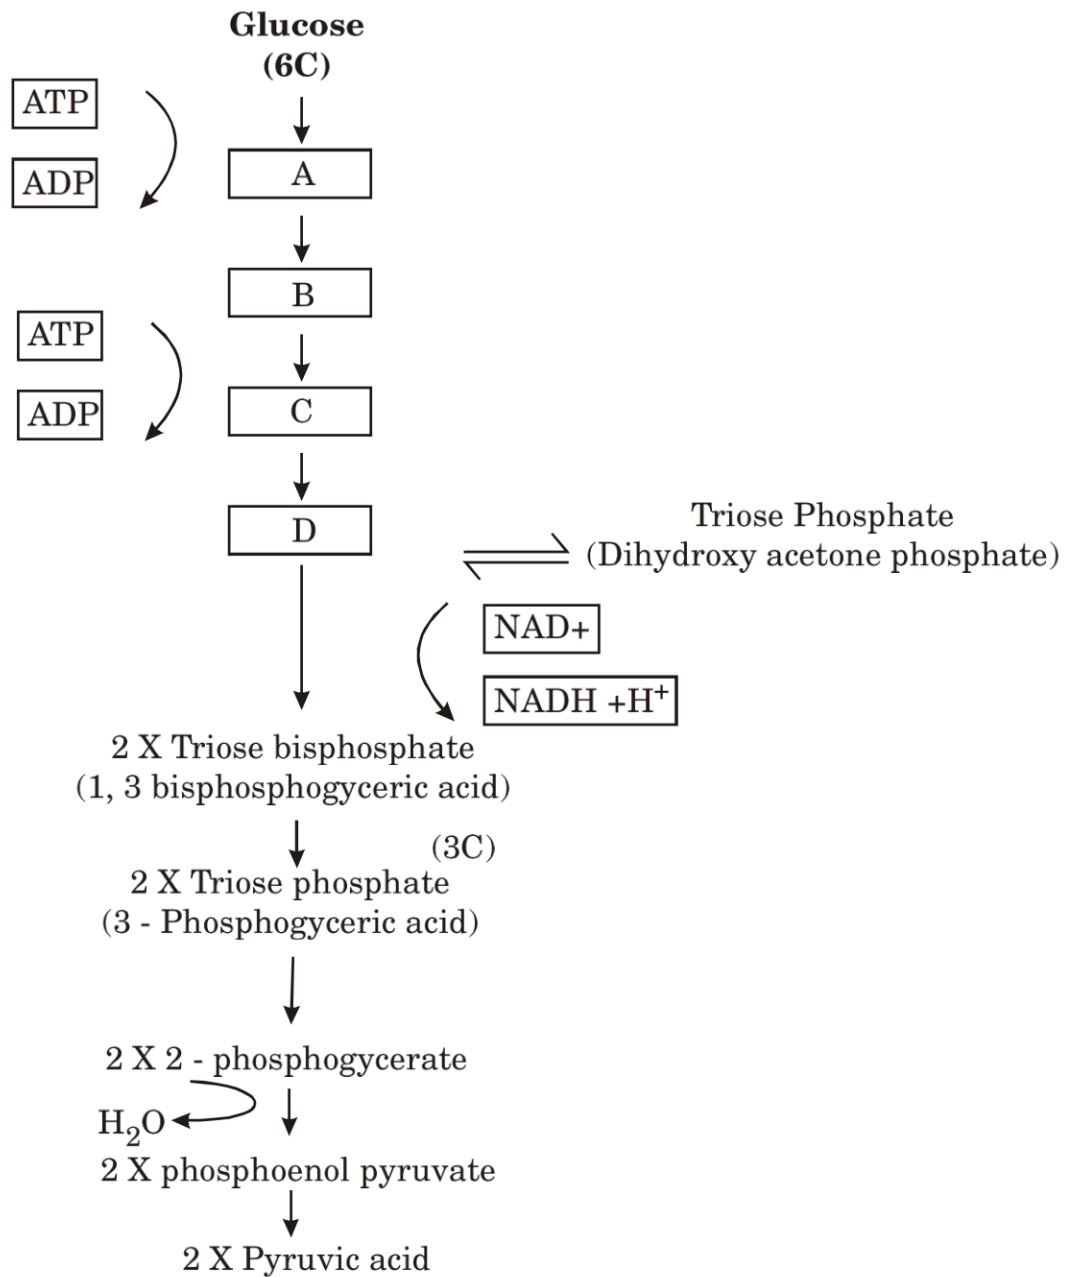 Glucose
(6C)
ATP
A
ADP
B
ATP
C
ADP
D
Triose Phosphate
(Dihydroxy acetone phosphate)
NAD+
NADH +H⁺
2 X Triose bisphosphate
(1, 3 bisphosphogyceric acid)
(3C)
2 X Triose phosphate
(3 - Phosphogyceric acid)
2 X 2 - phosphogycerate
H₂O
2 X phosphoenol pyruvate
2 X Pyruvic acid